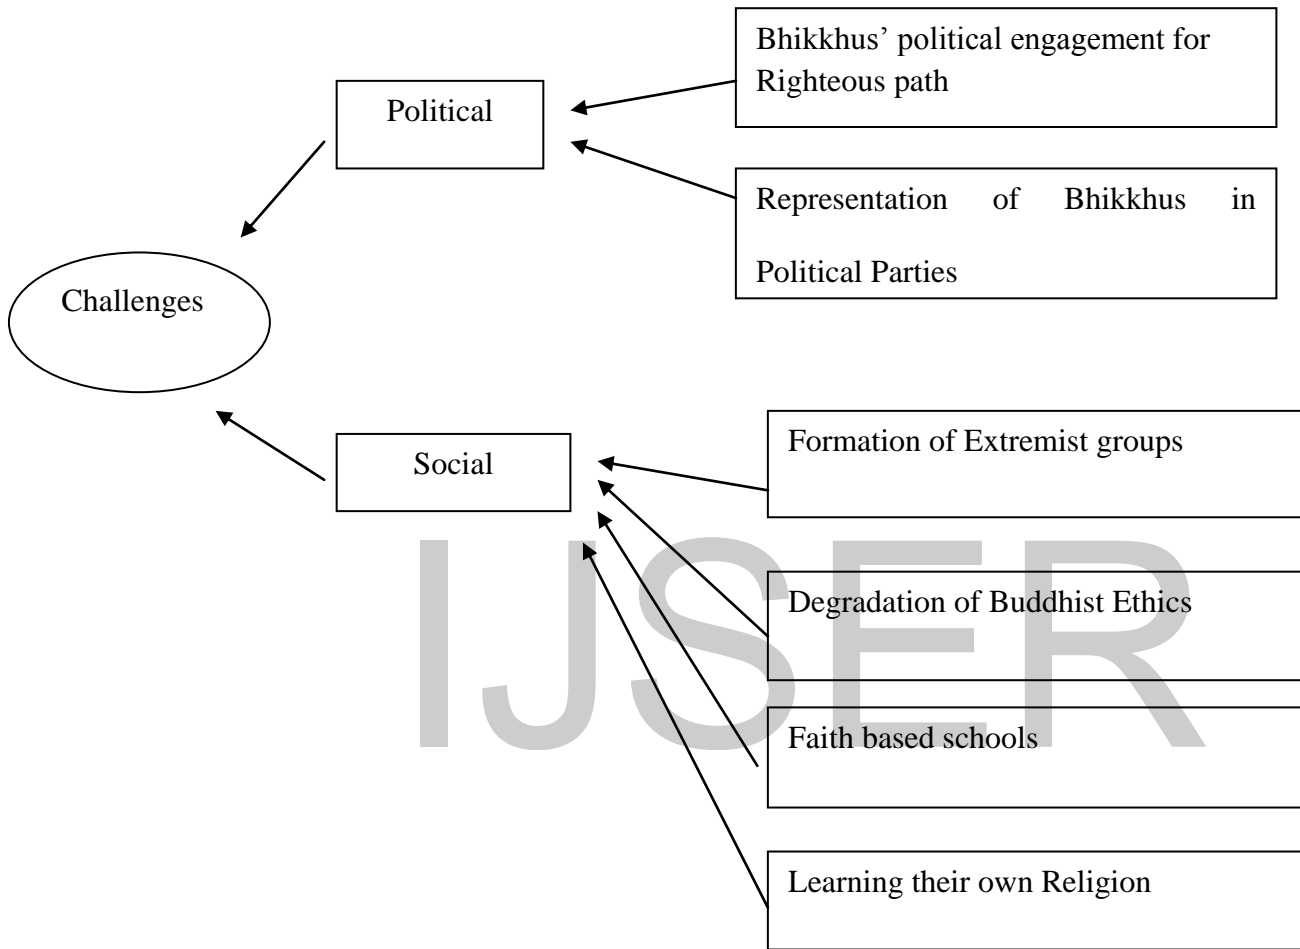 Bhikkhus’ political engagement for
Righteous path
Political
Representation of Bhikkhus in
Political Parties
Challenges
Formation of Extremist groups
Social
Degradation of Buddhist Ethics
IJSER
Faith based schools
Learning their own Religion